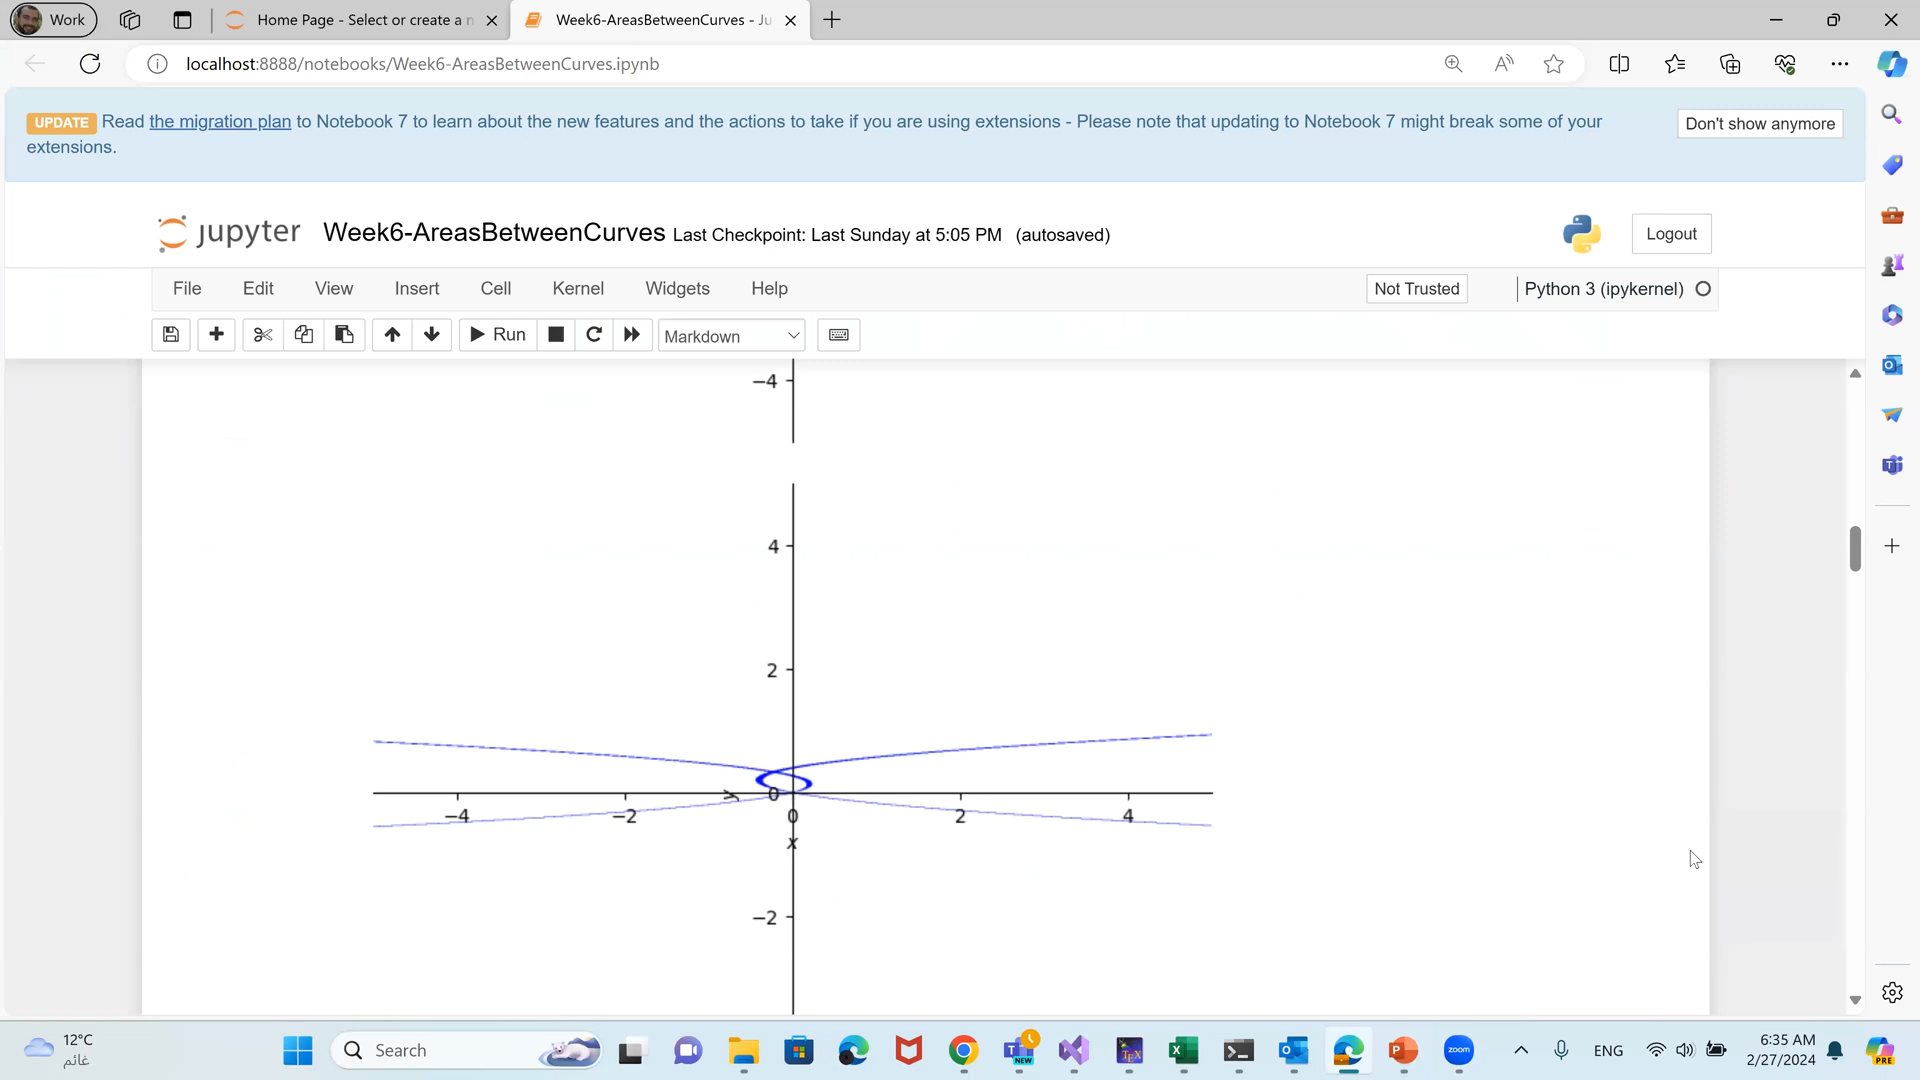 Work
Home Page - Select or create a n
Week6-AreasBetweenCurves - Ju
localhost:8888/notebooks/Week6-AreasBetweenCurves.ipynb
UPDATE Read the migration plan to Notebook 7 to learn about the new features and the actions to take if you are using extensions - Please note that updating to Notebook 7 might break some of your
extensions.
Don't show anymore
jupyter Week6-AreasBetweenCurves Last Checkpoint: Last Sunday at 5:05 PM (autosaved)
Logout
File Edit View Insert Cell Kernel Widgets Help
Not Trusted
Python 3 (ipykernel)
Run
Markdown
−4
4
2
y
0
−4 −2 0 2 4
x
−2
12°C
غائم
Search
NEW
TEX
zoom
ENG
6:35 AM
2/27/2024
PRE